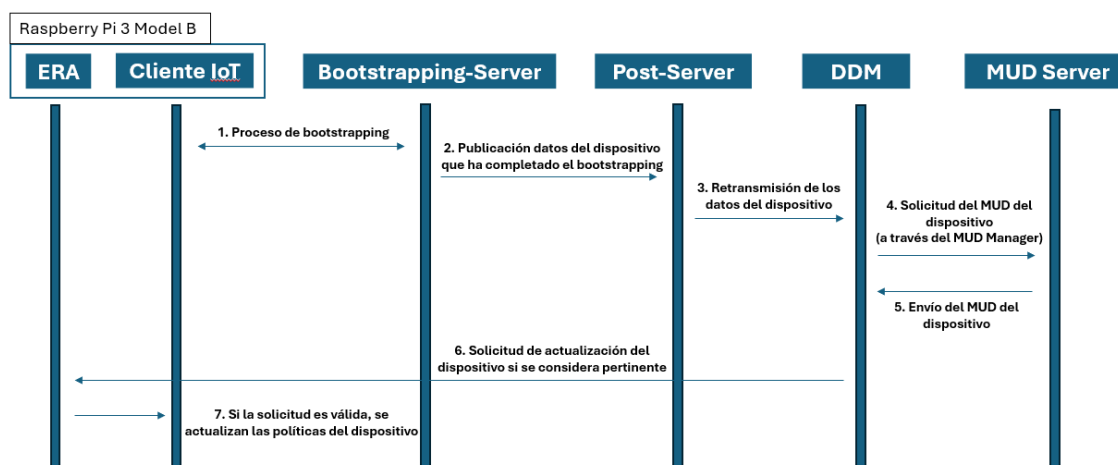 Raspberry Pi 3 Model B
ERA
Cliente IoT
Bootstrapping-Server
Post-Server
DDM
MUD Server
1. Proceso de bootstrapping
2. Publicación datos del dispositivo
que ha completado el bootstrapping
3. Retransmisión de los
datos del dispositivo
4. Solicitud del MUD del
dispositivo
(a través del MUD Manager)
5. Envío del MUD del
dispositivo
6. Solicitud de actualización del
dispositivo si se considera pertinente
7. Si la solicitud es válida, se
actualizan las políticas del dispositivo